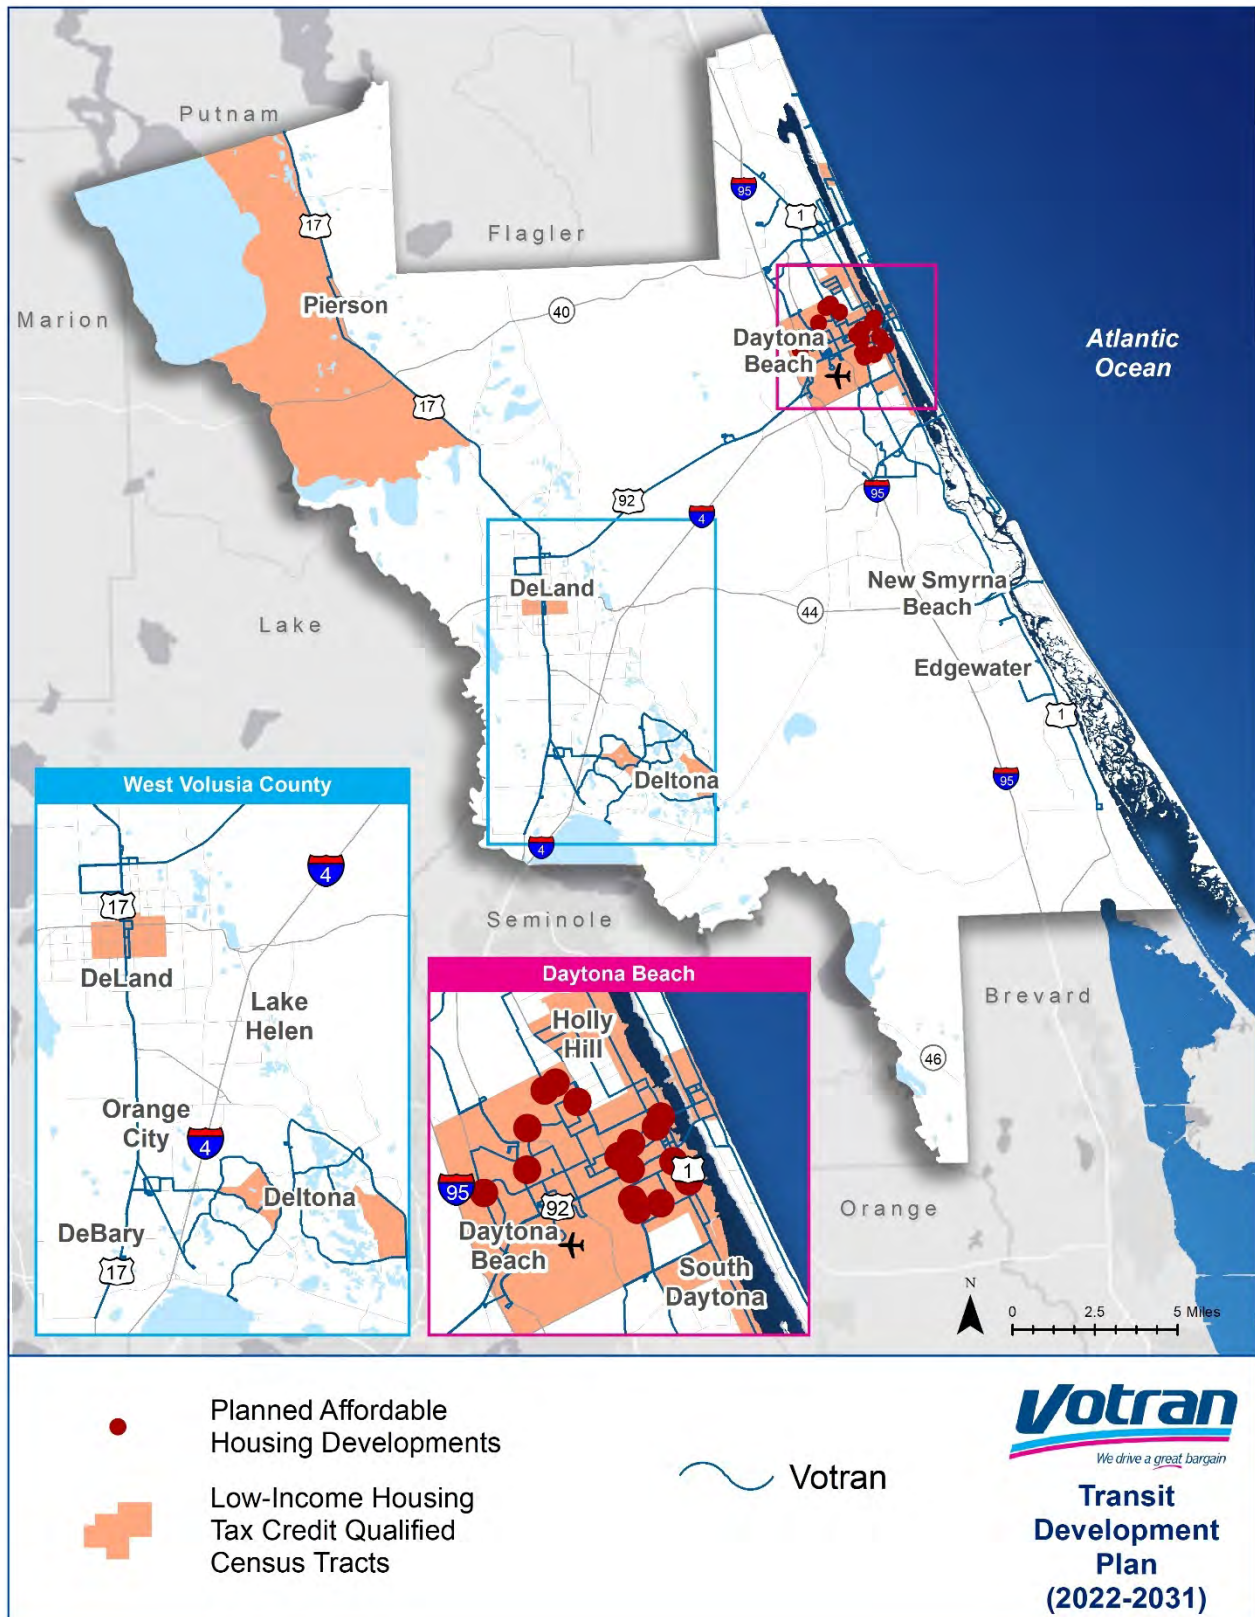 Putnam
95
1
17
Flagler
Pierson
Marion
40
Atlantic
Ocean
Daytona
Beach
17
92
95
4
DeLand
New Smyrna
Beach
44
Lake
Edgewater
1
Deltona
95
4
West Volusia County
4
17
DeLand
Lake
Helen
Orange
City
4
Deltona
DeBary
17
Seminole
Daytona Beach
Holly
Hill
1
95
92
Daytona
Beach
South
Daytona
Brevard
46
Orange
N
0 2.5 5 Miles
Planned Affordable
Housing Developments
Low-Income Housing
Tax Credit Qualified
Census Tracts
Votran
Votran
We drive a great bargain
Transit
Development
Plan
(2022-2031)